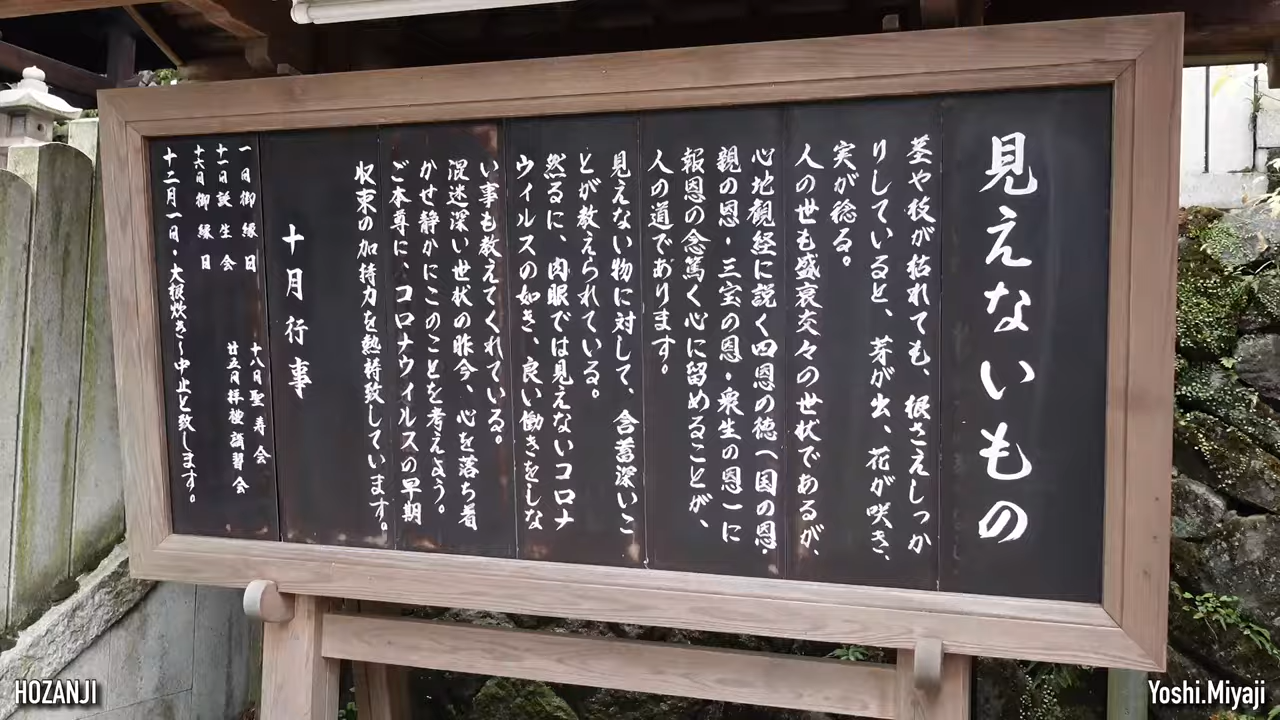 見えないもの
茎や枝が枯れても、根さえしっか
りしていると、芽が出、花が咲き、
実が稔る。
人の世も盛衰交々の世状であるが、
心地観経に説く四恩の徳(国の恩・
親の恩・三宝の恩・衆生の恩)に
報恩の念篤く心に留めることが、
人の道であります。
見えない物に対して、含蓄深いこ
とが教えられている。
然るに、肉眼では見えないコロナ
ウィルスの如き、良い働きをしな
い事も教えてくれている。
混迷深い世状の昨今、心を落ち着
かせ静かにこのことを考えよう。
ご本尊に、コロナウィルスの早期
収束の加持力を熱祷致しています。
十月行事
一日御縁日
十八日聖寿会
十一日誕生会
廿五日拝観講習会
十六日御縁日
十二月一日・大根炊き〜中止と致します。
HOZANJI
Yoshi.Miyaji